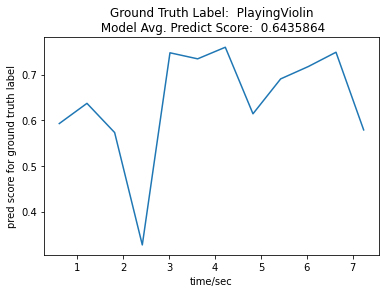 Ground Truth Label:  PlayingViolin
Model Avg. Predict Score:  0.6435864
pred score for ground truth label
0.7
0.6
0.5
0.4
1 2 3 4 5 6 7
time/sec